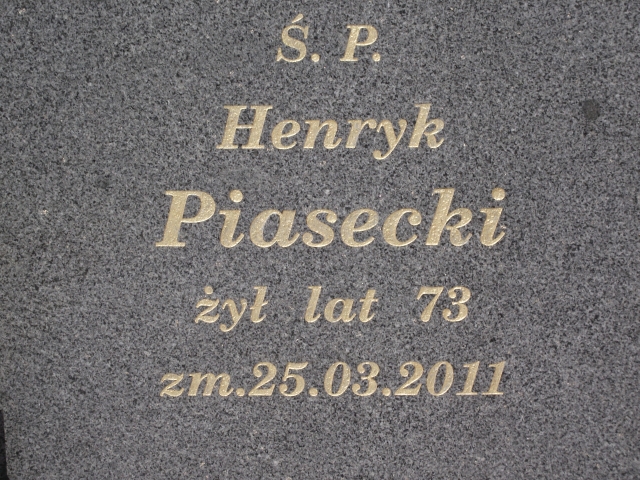 Ś. P.
Henryk
Piasecki
żył lat 73
zm.25.03.2011